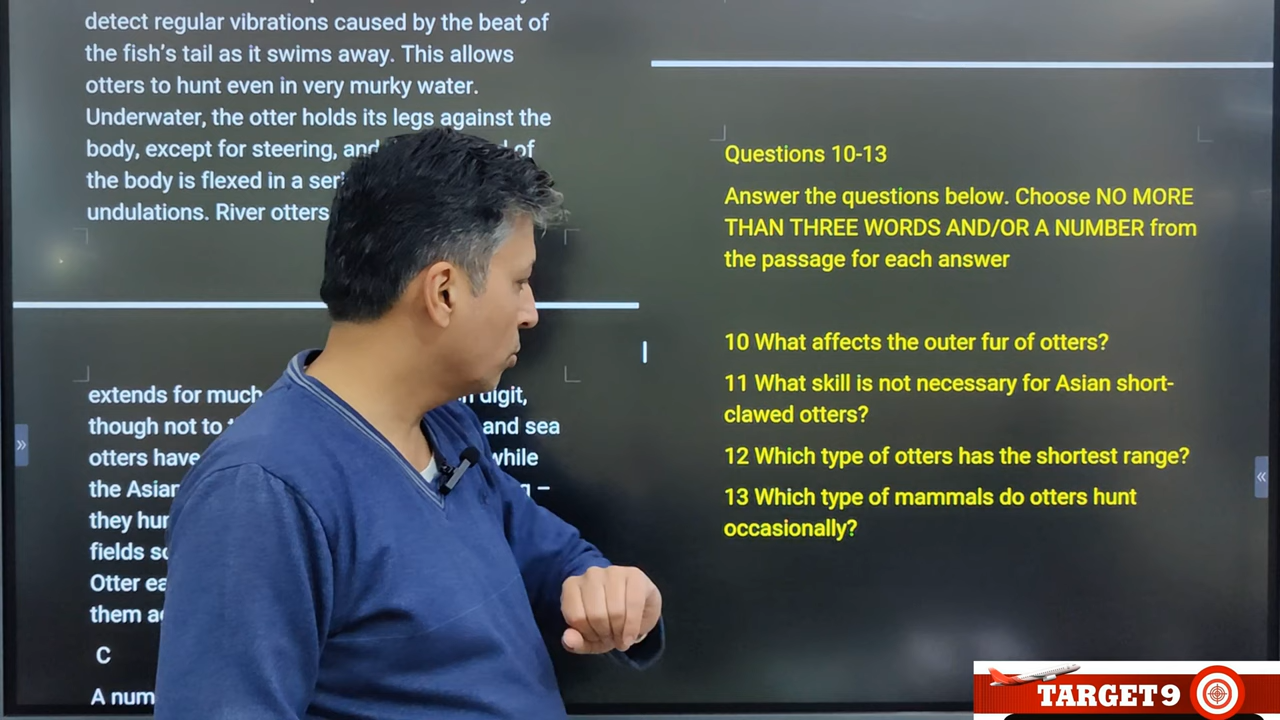 detect regular vibrations caused by the beat of
the fish's tail as it swims away. This allows
otters to hunt even in very murky water.
Underwater, the otter holds its legs against the
body, except for steering, and of
the body is flexed in a
undulations. River otters
extends for much digit,
though not to and sea
otters have while
the Asian –
they
fields
Otter
them
C
A
Questions 10-13
Answer the questions below. Choose NO MORE
THAN THREE WORDS AND/OR A NUMBER from
the passage for each answer
10 What affects the outer fur of otters?
11 What skill is not necessary for Asian short-
clawed otters?
12 Which type of otters has the shortest range?
13 Which type of mammals do otters hunt
occasionally?
TARGET9